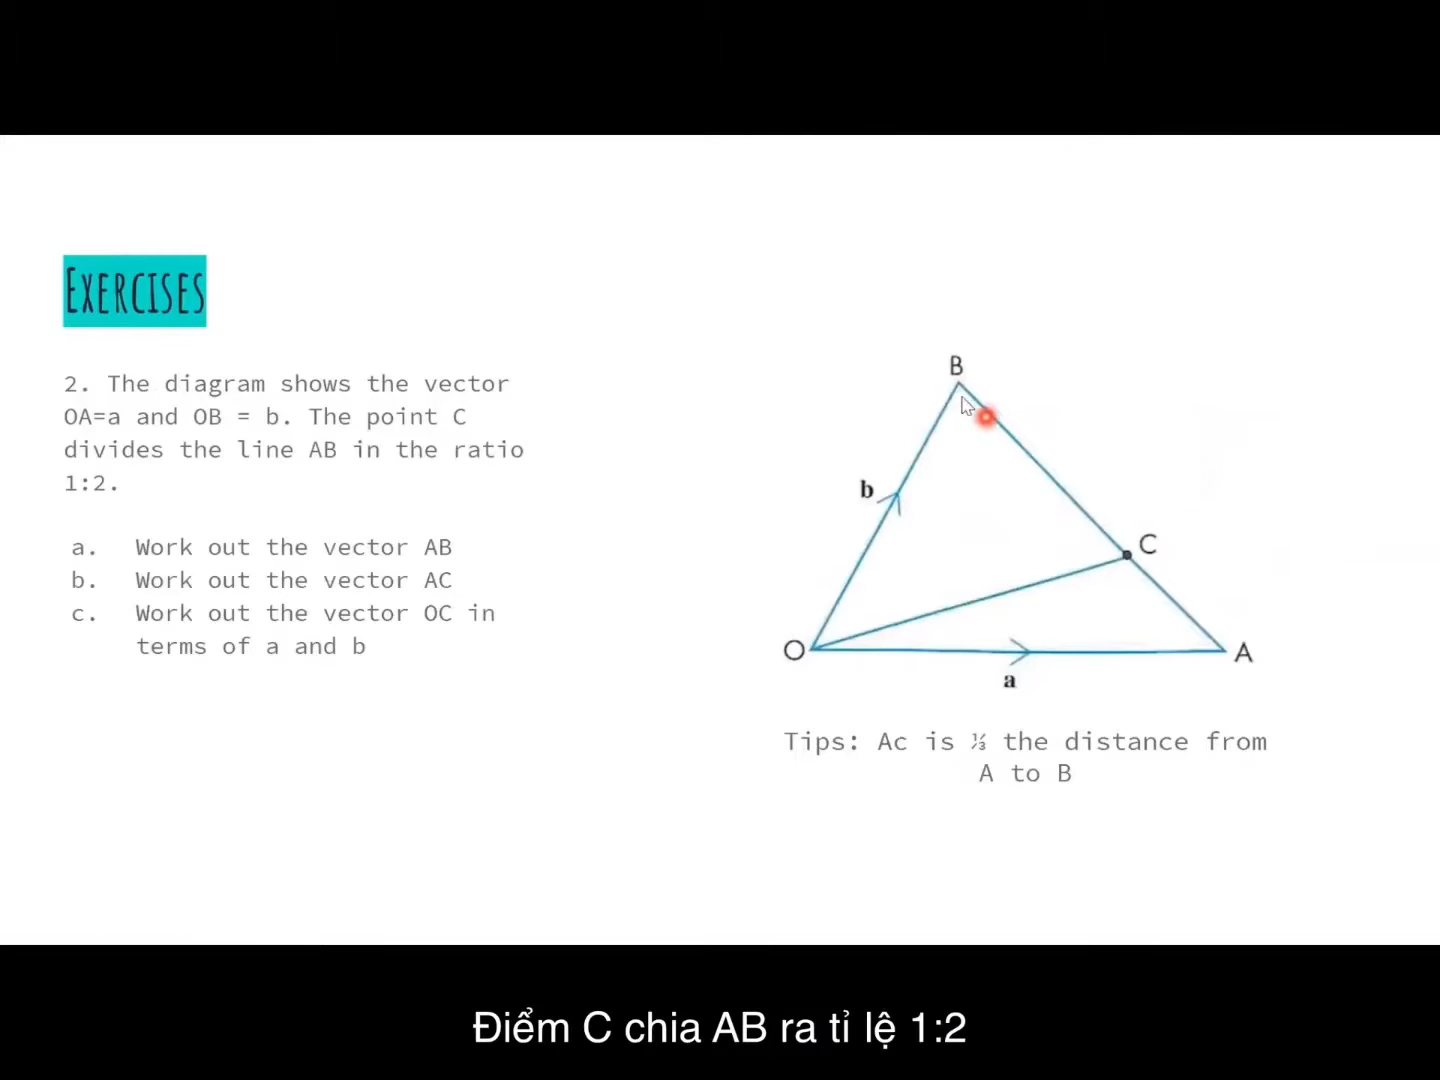 EXERCISES
2. The diagram shows the vector
OA=a and OB = b. The point C
divides the line AB in the ratio
1:2.
a. Work out the vector AB
b. Work out the vector AC
c. Work out the vector OC in
terms of a and b
B
b
C
O
A
a
Tips: Ac is ⅓ the distance from
A to B
Điểm C chia AB ra tỉ lệ 1:2